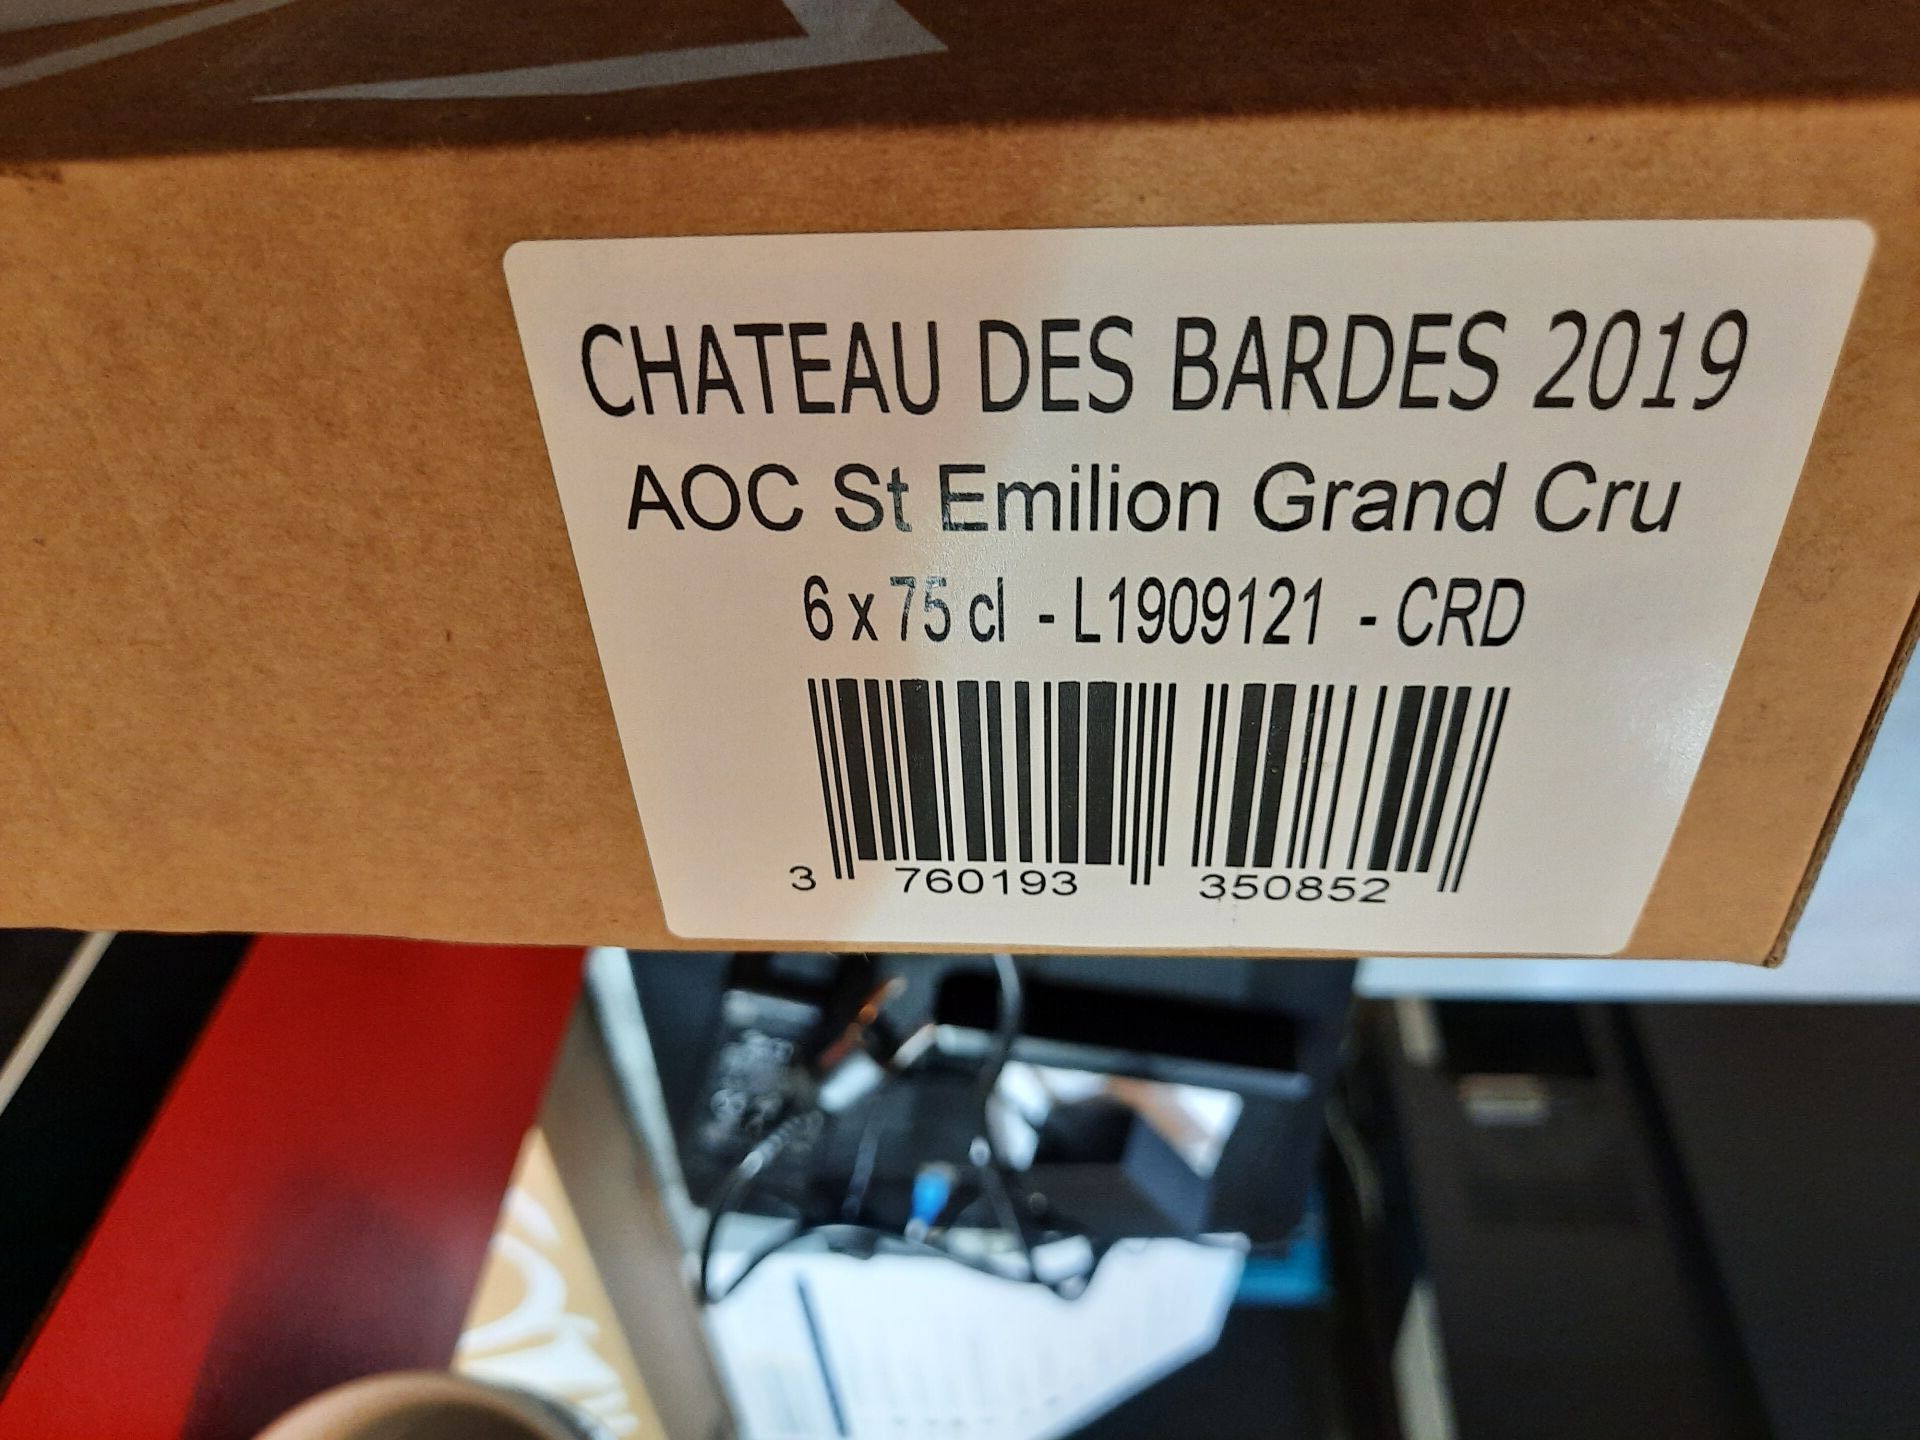 CHATEAU DES BARDES 2019
AOC St Emilion Grand Cru
6 x 75 cl - L1909121 - CRD
3 760193 350852